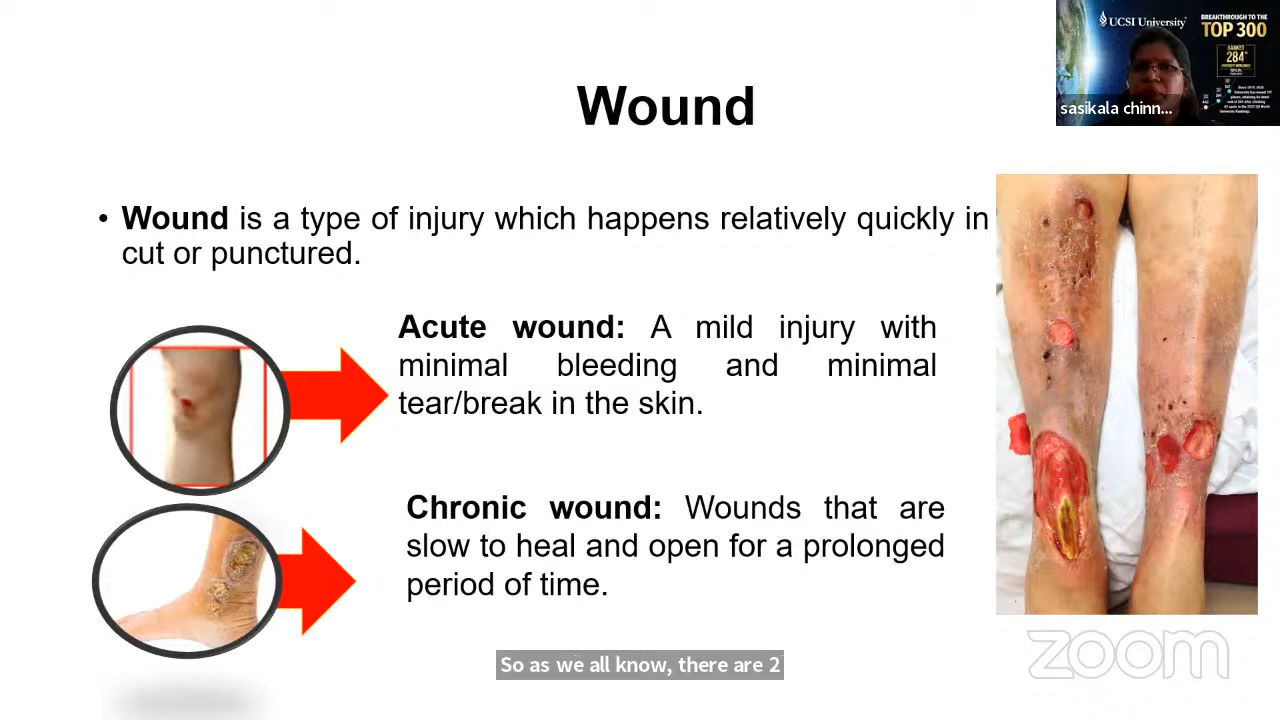 UCSI University
BREAKTHROUGH TO THE
TOP 300
RANKED
284
sasikala chinn...
Wound
• Wound is a type of injury which happens relatively quickly in
cut or punctured.
Acute wound: A mild injury with
minimal bleeding and minimal
tear/break in the skin.
Chronic wound: Wounds that are
slow to heal and open for a prolonged
period of time.
So as we all know, there are 2
zoom